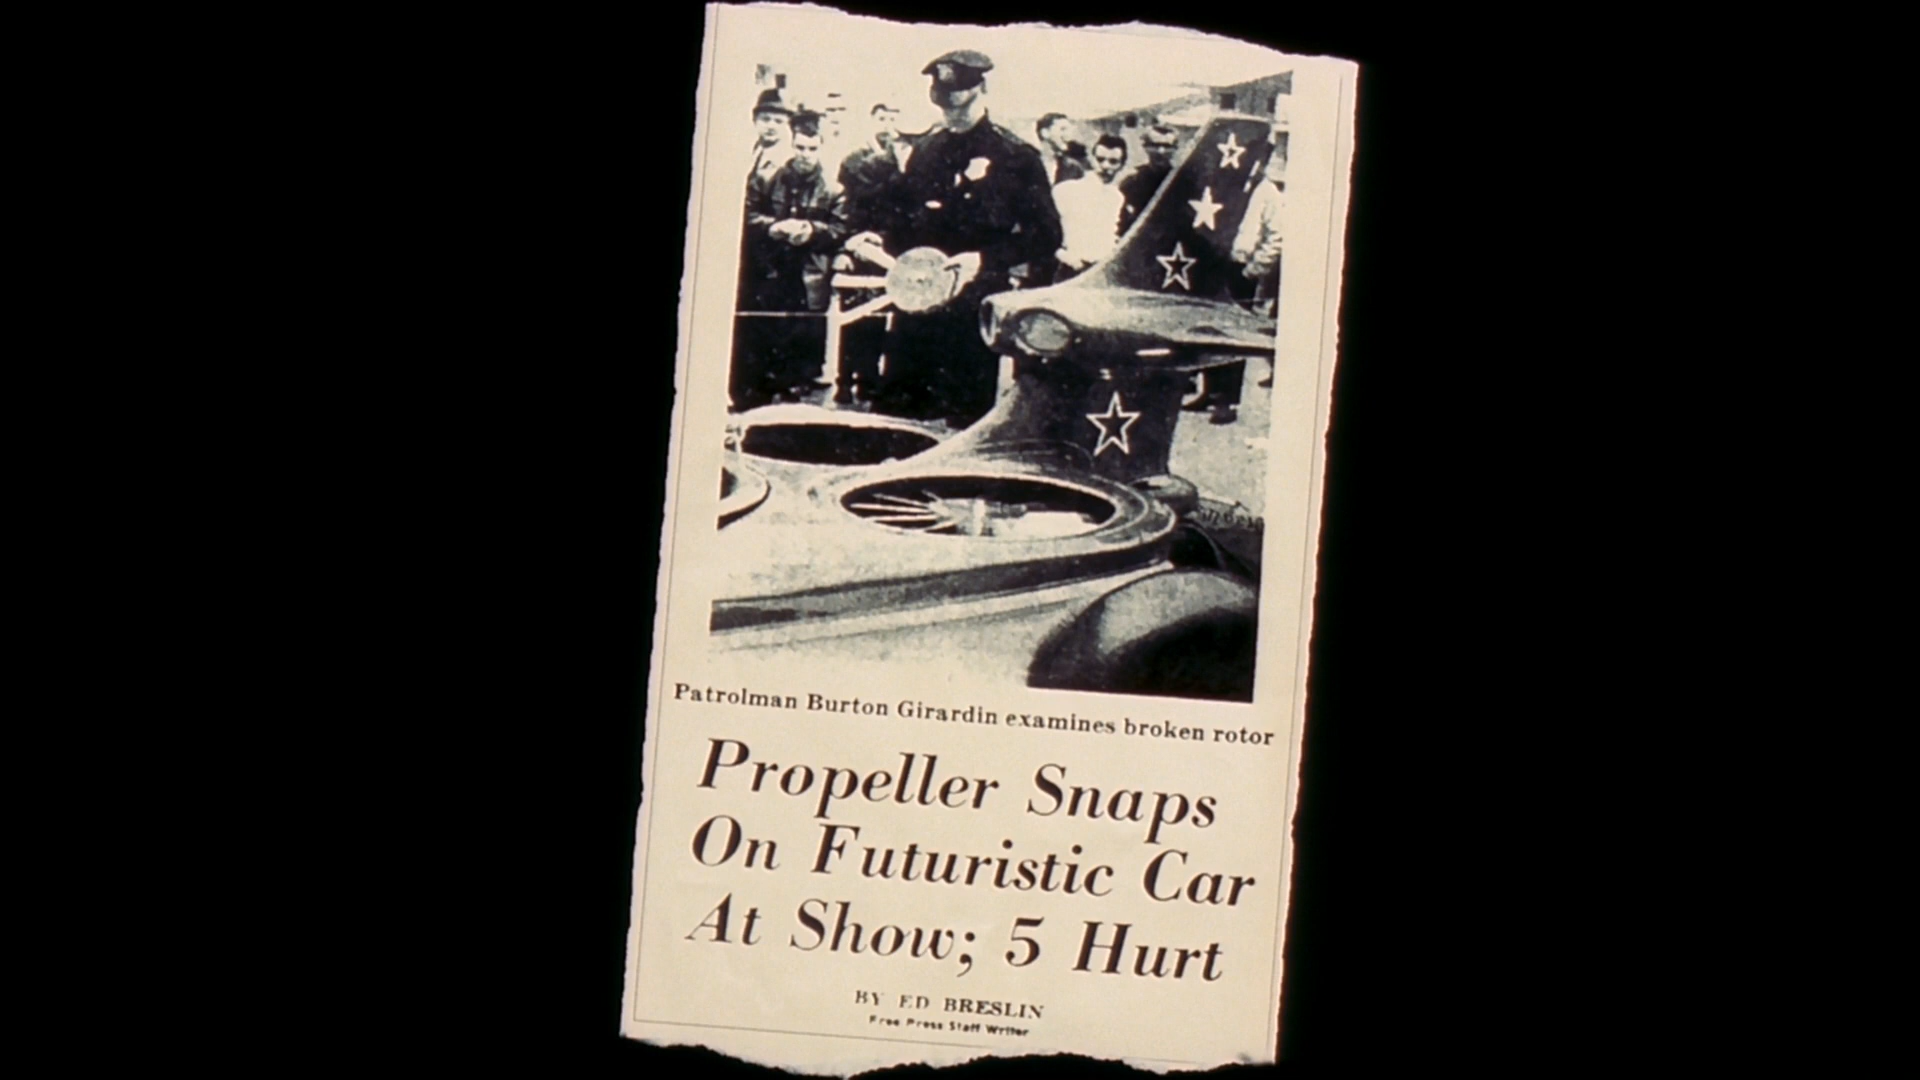 Patrolman Burton Girardin examines broken rotor
Propeller Snaps
On Futuristic Car
At Show; 5 Hurt
BY ED BRESLIN
Free Press Staff Writer